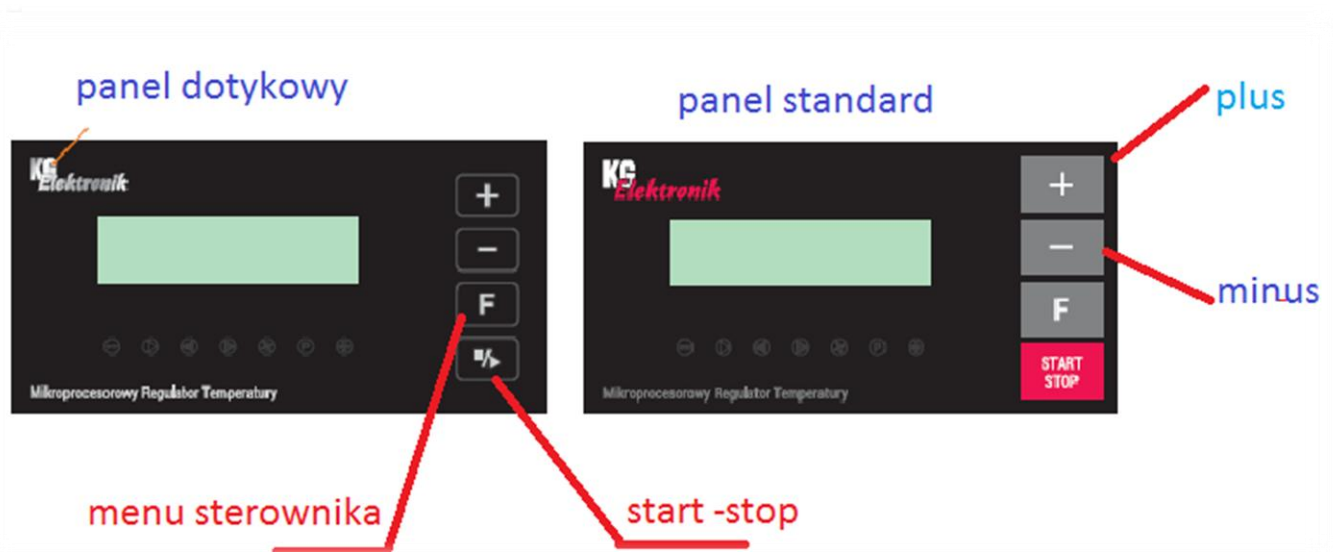 panel dotykowy
panel standard
plus
KG
Elektronik
+
−
F
■/▶
Mikroprocesorowy Regulator Temperatury
KG
Elektronik
+
−
F
START
STOP
Mikroprocesorowy Regulator Temperatury
minus
menu sterownika
start -stop